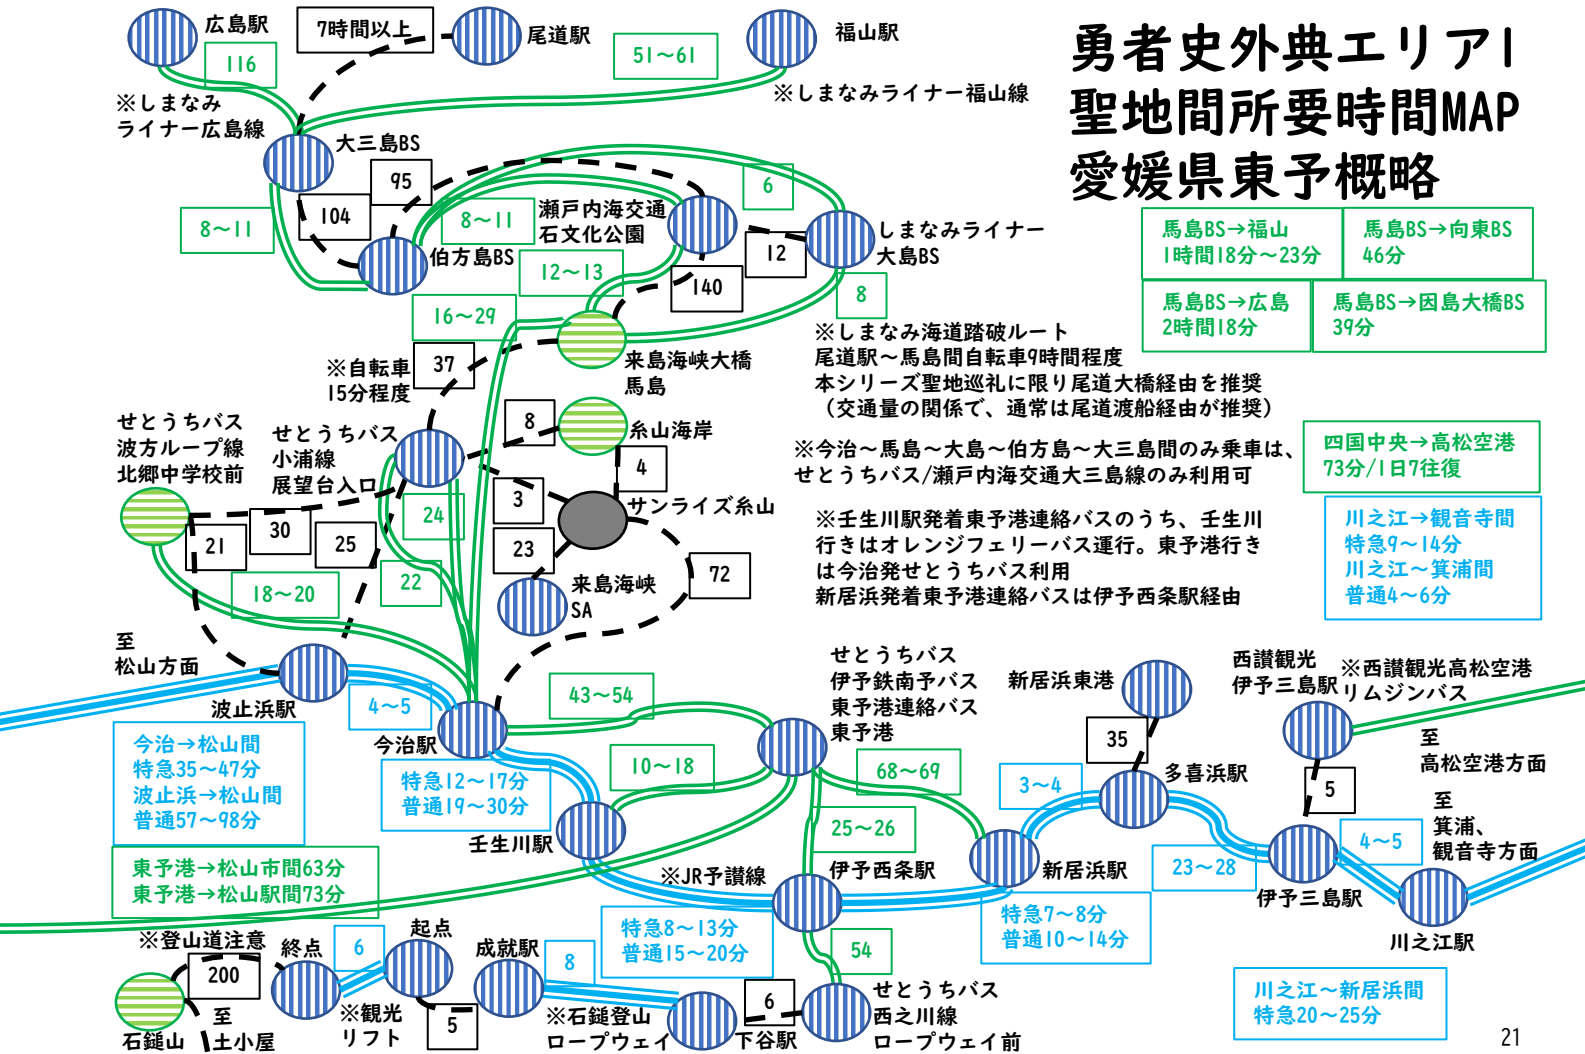 勇者史外典エリア1
聖地間所要時間MAP
愛媛県東予概略
広島駅
7時間以上
尾道駅
福山駅
116
51～61
※しまなみ
ライナー広島線
※しまなみライナー福山線
大三島BS
95
104
8～11
8～11
瀬戸内海交通
石文化公園
6
しまなみライナー
大島BS
伯方島BS
12
12～13
140
8
16～29
馬島BS→福山
1時間18分～23分
馬島BS→向東BS
46分
馬島BS→広島
2時間18分
馬島BS→因島大橋BS
39分
※自転車
15分程度
37
来島海峡大橋
馬島
※しまなみ海道踏破ルート
尾道駅～馬島間自転車9時間程度
本シリーズ聖地巡礼に限り尾道大橋経由を推奨
（交通量の関係で、通常は尾道渡船経由が推奨）
せとうちバス
波方ループ線
北郷中学校前
せとうちバス
小浦線
展望台入口
8
糸山海岸
4
※今治～馬島～大島～伯方島～大三島間のみ乗車は、
せとうちバス/瀬戸内海交通大三島線のみ利用可
四国中央→高松空港
73分/1日7往復
3
サンライズ糸山
24
21
30
25
23
22
72
18～20
来島海峡
SA
※壬生川駅発着東予港連絡バスのうち、壬生川
行きはオレンジフェリーバス運行。東予港行き
は今治発せとうちバス利用
新居浜発着東予港連絡バスは伊予西条駅経由
川之江→観音寺間
特急9～14分
川之江～箕浦間
普通4～6分
至
松山方面
波止浜駅
4～5
43～54
今治駅
せとうちバス
伊予鉄南予バス
東予港連絡バス
東予港
新居浜東港
西讃観光
伊予三島駅
※西讃観光高松空港
リムジンバス
今治→松山間
特急35～47分
波止浜→松山間
普通57～98分
特急12～17分
普通19～30分
10～18
68～69
35
3～4
多喜浜駅
5
至
高松空港方面
至
箕浦、
観音寺方面
壬生川駅
25～26
4～5
東予港→松山市間63分
東予港→松山駅間73分
※JR予讃線
伊予西条駅
新居浜駅
23～28
伊予三島駅
川之江駅
特急8～13分
普通15～20分
特急7～8分
普通10～14分
※登山道注意
200
終点
6
起点
成就駅
8
54
石鎚山
至
土小屋
※観光
リフト
5
※石鎚登山
ロープウェイ
6
下谷駅
せとうちバス
西之川線
ロープウェイ前
川之江～新居浜間
特急20～25分
21